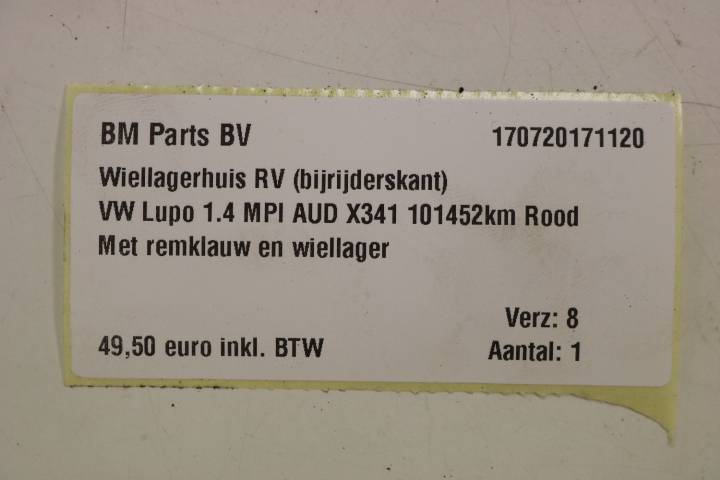 BM Parts BV 170720171120
Wiellagerhuis RV (bijrijderskant)
VW Lupo 1.4 MPI AUD X341 101452km Rood
Met remklauw en wiellager
Verz: 8
49,50 euro inkl. BTW Aantal: 1